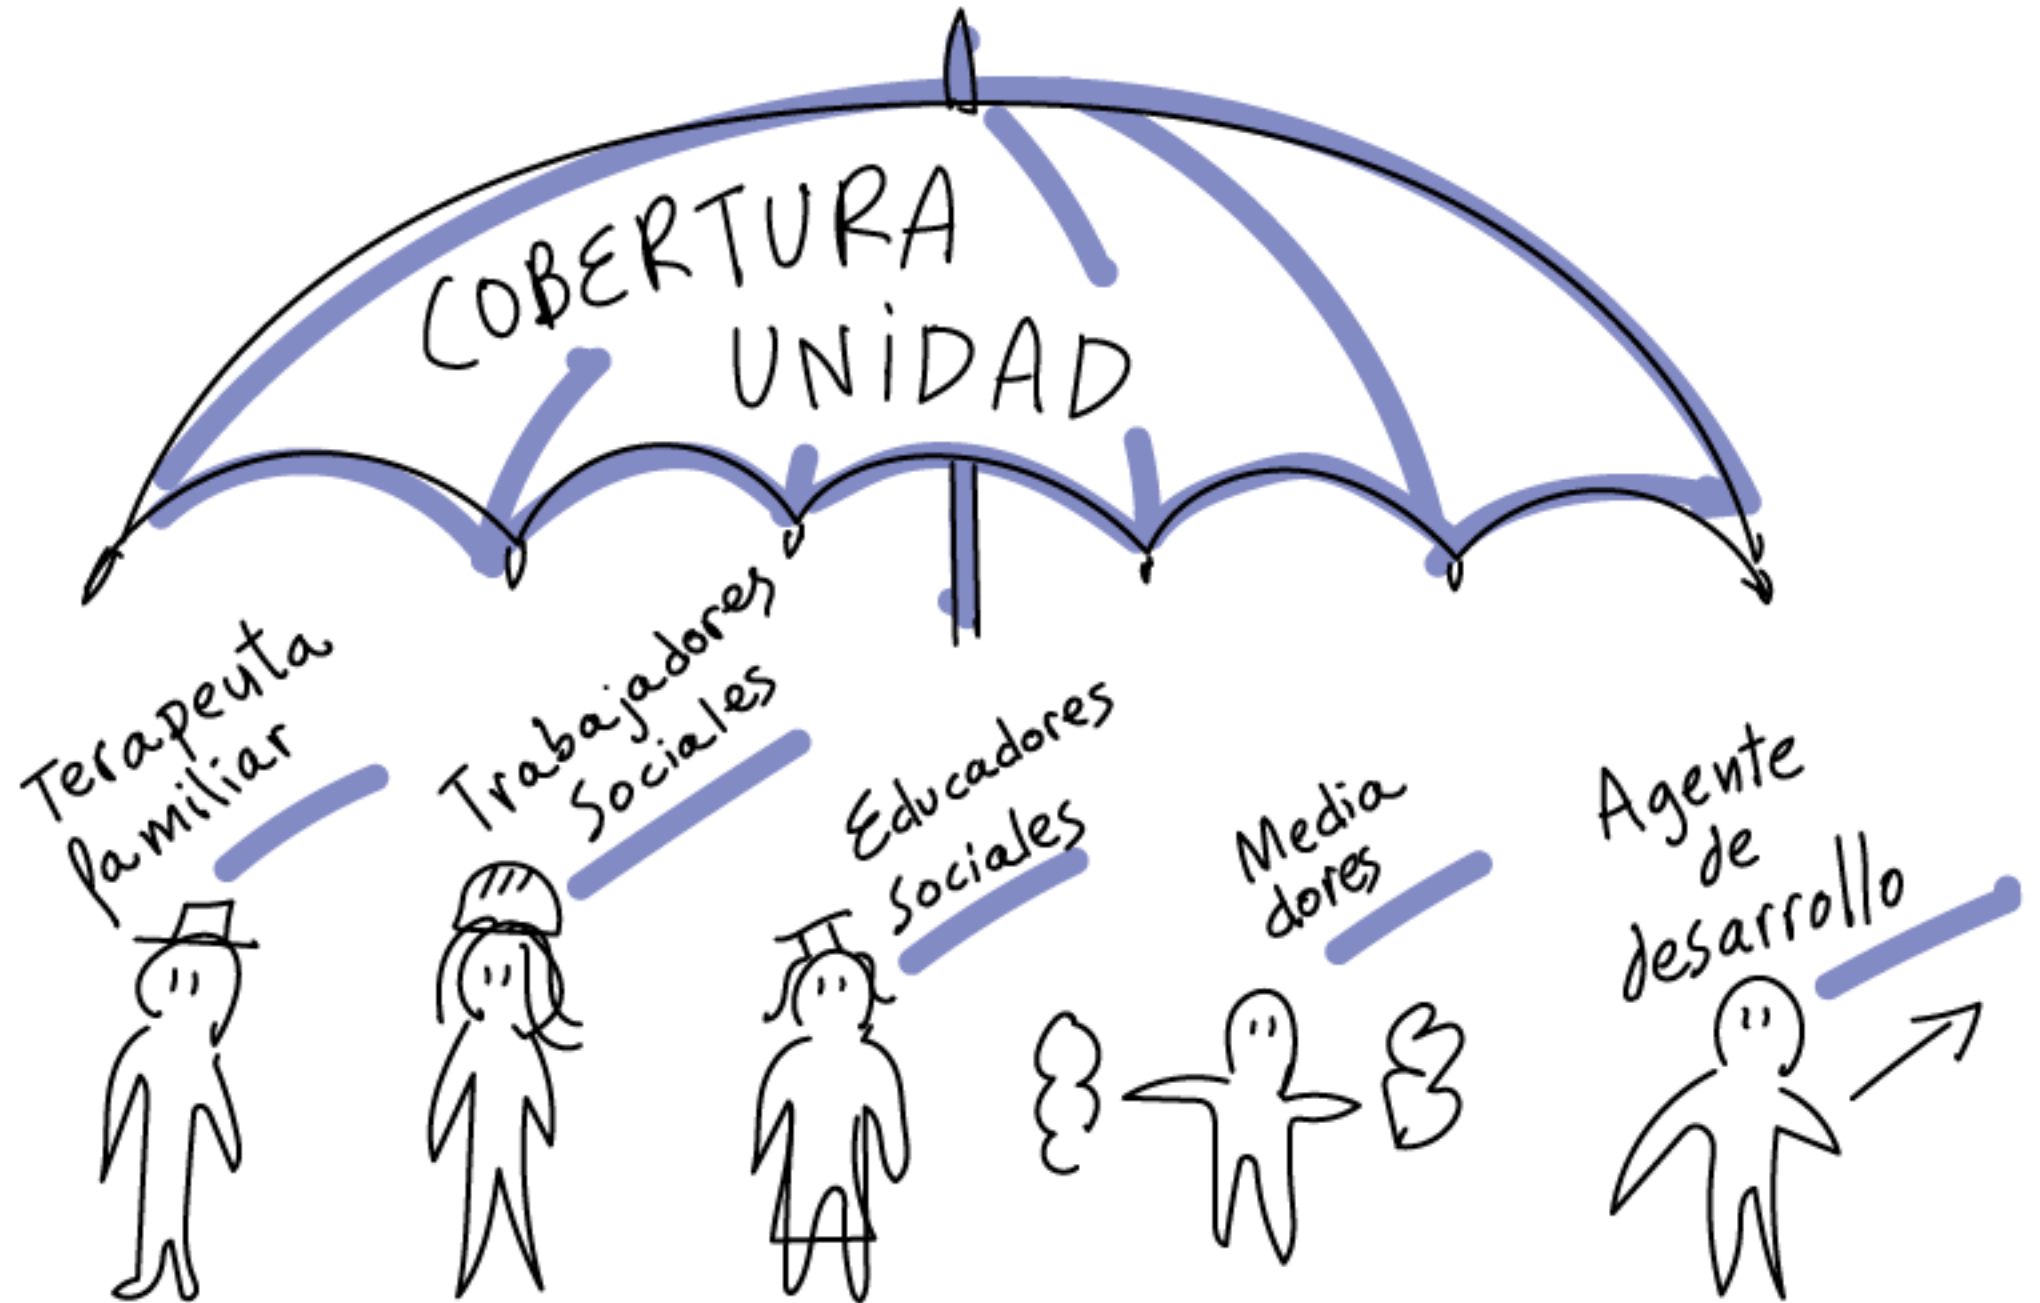 COBERTURA
UNiDAD
Terapeuta
familiar
Trabajadores
Sociales
Educadores
Sociales
Media
dores
Agente
de
desarrollo